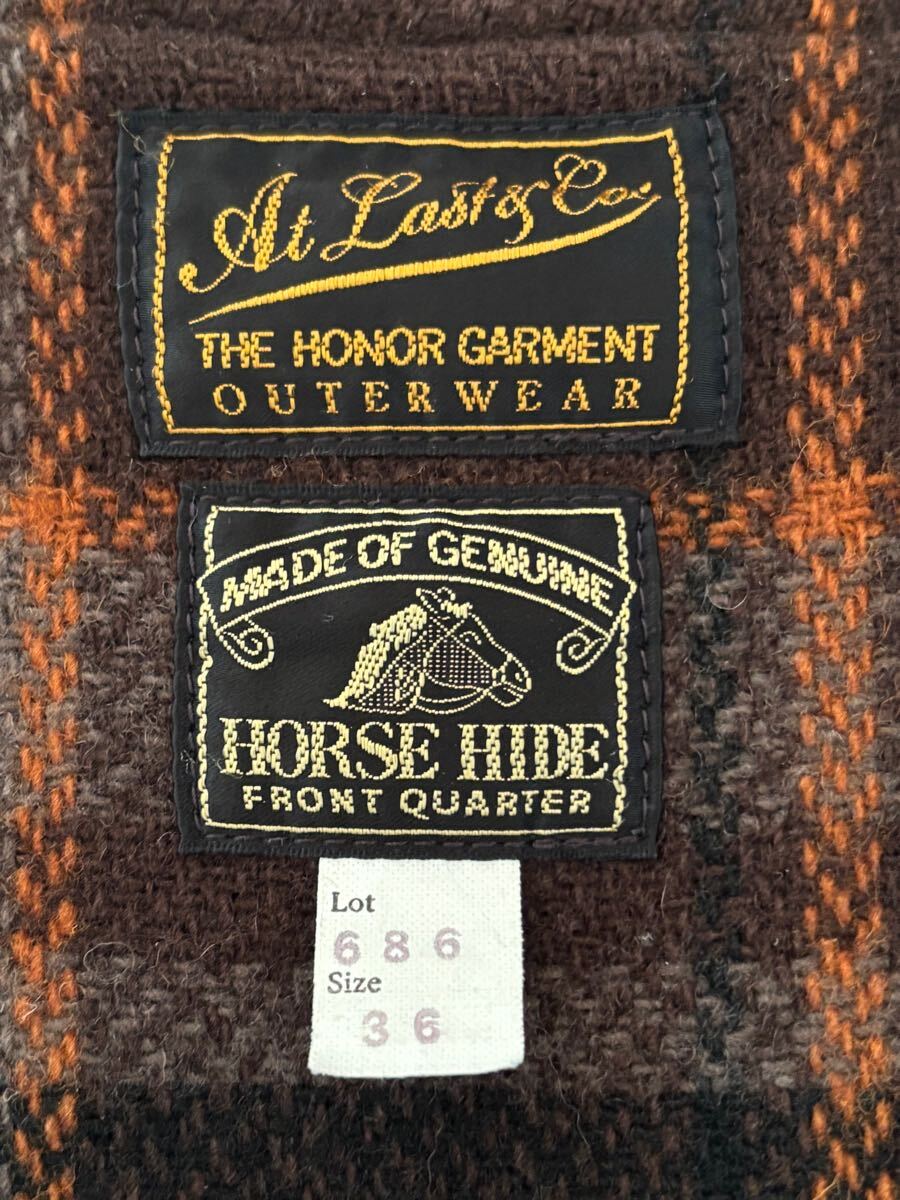 At Last & Co.
THE HONOR GARMENT
OUTERWEAR
MADE OF GENUINE
HORSE HIDE
FRONT QUARTER
Lot
686
Size
36